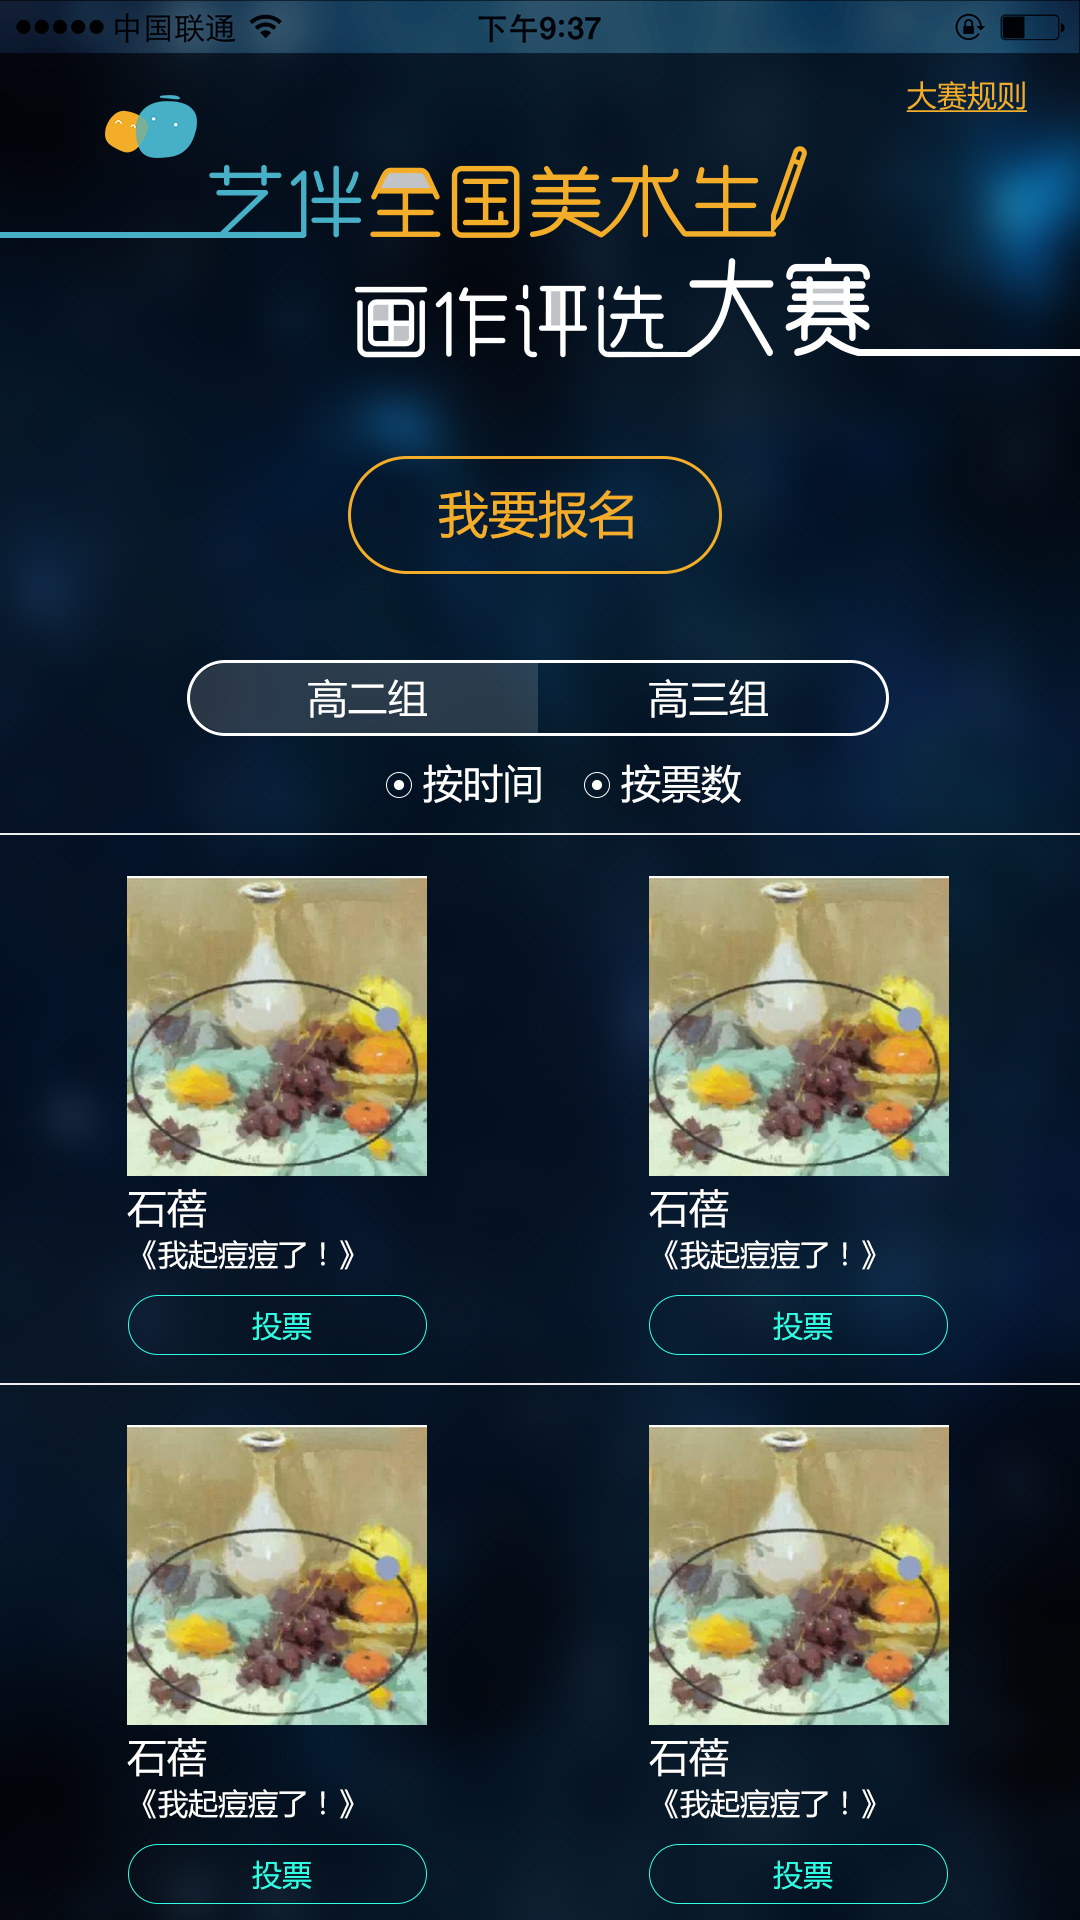 中国联通 下午9:37
大赛规则
艺伴全国美术生
画作评选大赛
我要报名
高二组 高三组
按时间 按票数
石蓓 石蓓
《我起痘痘了！》 《我起痘痘了！》
投票 投票
石蓓 石蓓
《我起痘痘了！》 《我起痘痘了！》
投票 投票